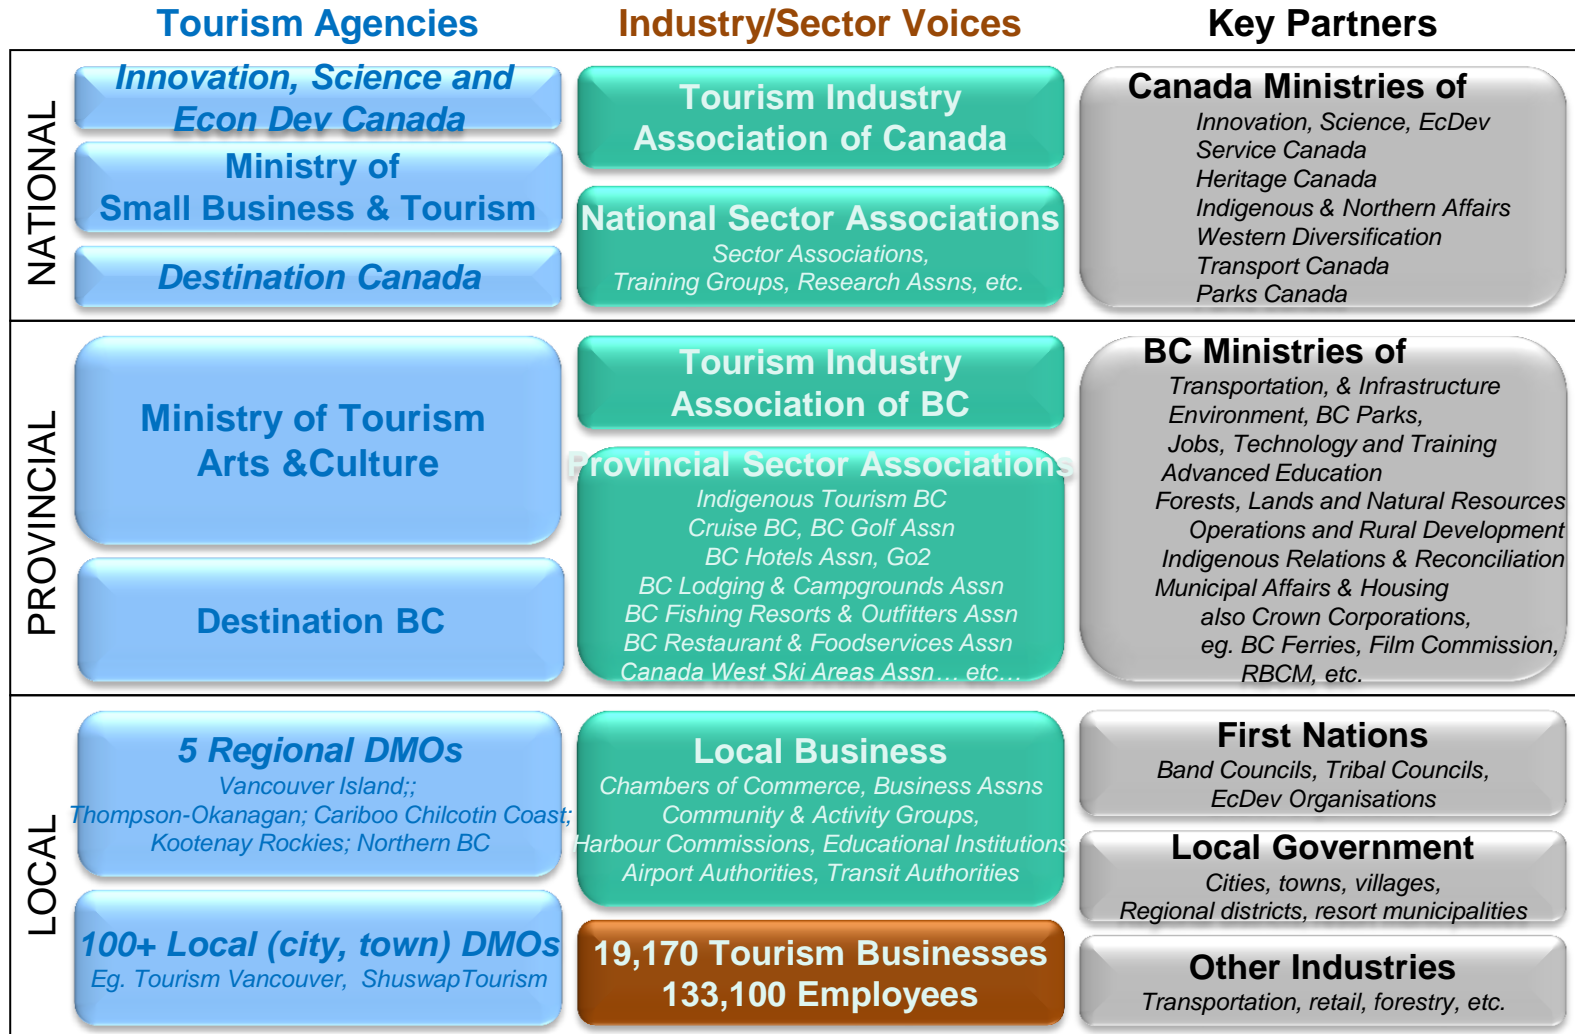 Tourism Agencies
Industry/Sector Voices
Key Partners
NATIONAL
Innovation, Science and
Econ Dev Canada
Ministry of
Small Business & Tourism
Destination Canada
Tourism Industry
Association of Canada
National Sector Associations
Sector Associations,
Training Groups, Research Assns, etc.
Canada Ministries of
Innovation, Science, EcDev
Service Canada
Heritage Canada
Indigenous & Northern Affairs
Western Diversification
Transport Canada
Parks Canada
PROVINCIAL
Ministry of Tourism
Arts &Culture
Destination BC
Tourism Industry
Association of BC
Provincial Sector Associations
Indigenous Tourism BC
Cruise BC, BC Golf Assn
BC Hotels Assn, Go2
BC Lodging & Campgrounds Assn
BC Fishing Resorts & Outfitters Assn
BC Restaurant & Foodservices Assn
Canada West Ski Areas Assn… etc…
BC Ministries of
Transportation, & Infrastructure
Environment, BC Parks,
Jobs, Technology and Training
Advanced Education
Forests, Lands and Natural Resources
Operations and Rural Development
Indigenous Relations & Reconciliation
Municipal Affairs & Housing
also Crown Corporations,
eg. BC Ferries, Film Commission,
RBCM, etc.
LOCAL
5 Regional DMOs
Vancouver Island;;
Thompson-Okanagan; Cariboo Chilcotin Coast;
Kootenay Rockies; Northern BC
100+ Local (city, town) DMOs
Eg. Tourism Vancouver, ShuswapTourism
Local Business
Chambers of Commerce, Business Assns
Community & Activity Groups,
Harbour Commissions, Educational Institutions
Airport Authorities, Transit Authorities
19,170 Tourism Businesses
133,100 Employees
First Nations
Band Councils, Tribal Councils,
EcDev Organisations
Local Government
Cities, towns, villages,
Regional districts, resort municipalities
Other Industries
Transportation, retail, forestry, etc.